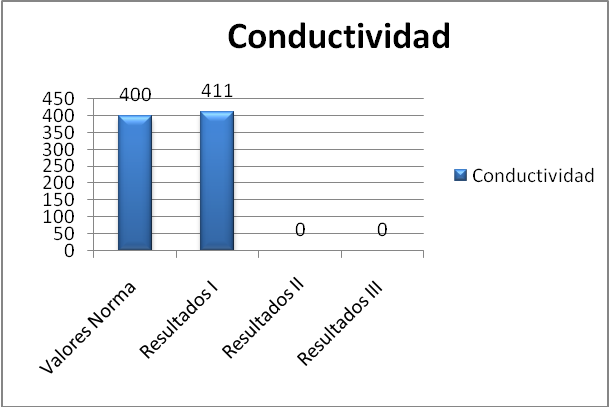 Conductividad
400
411
0
0
450
400
350
300
250
200
150
100
50
0
Valores Norma
Resultados I
Resultados II
Resultados III
Conductividad